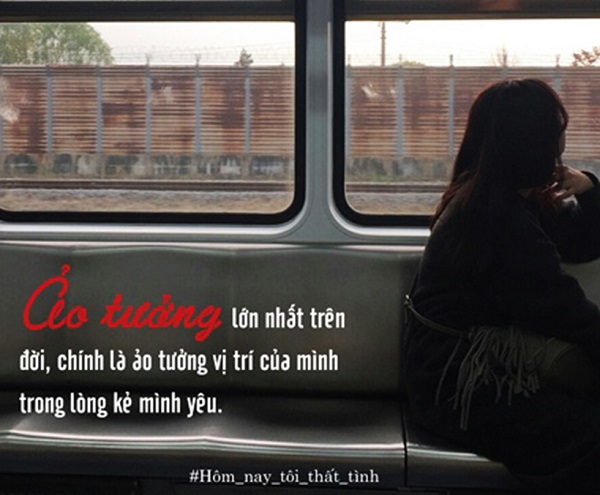 Ảo tưởng lớn nhất trên
đời, chính là ảo tưởng vị trí của mình
trong lòng kẻ mình yêu.
#Hôm_nay_tôi_thất_tình